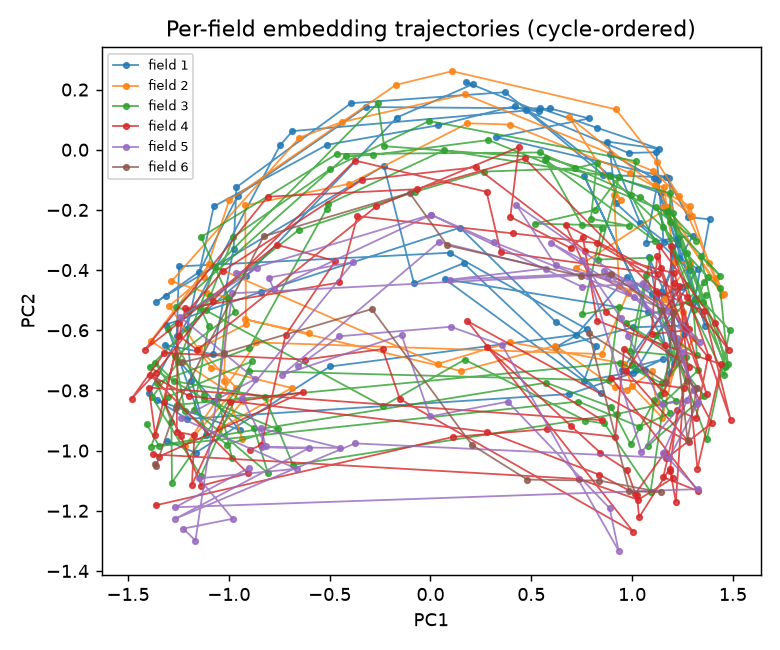 Per-field embedding trajectories (cycle-ordered)
field 1
field 2
field 3
field 4
field 5
field 6
0.2
0.0
−0.2
−0.4
−0.6
−0.8
−1.0
−1.2
−1.4
PC2
−1.5 −1.0 −0.5 0.0 0.5 1.0 1.5
PC1